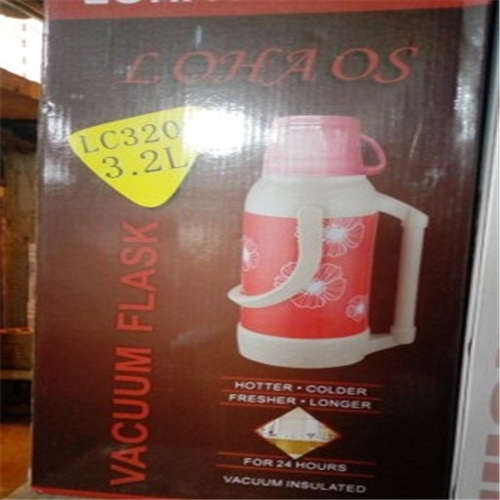 LOHAOS
LC320
3.2L
VACUUM FLASK
HOTTER • COLDER
FRESHER • LONGER
FOR 24 HOURS
VACUUM INSULATED